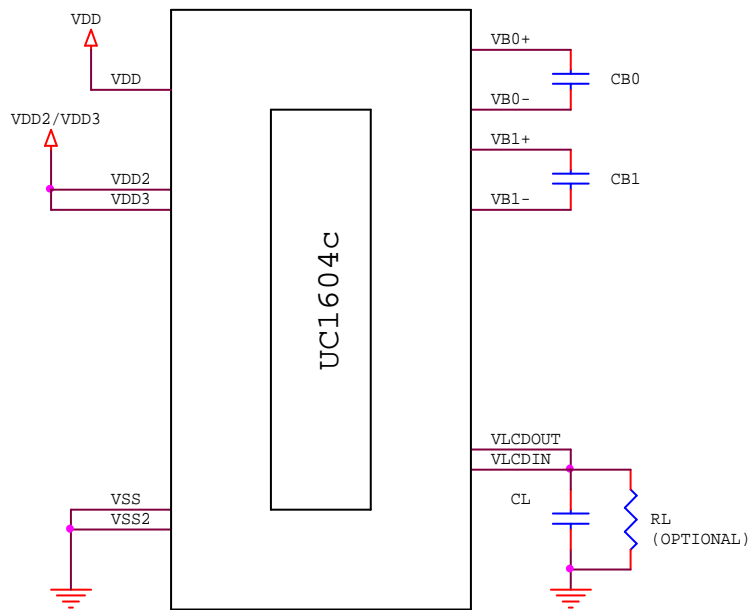 VDD
VDD
VDD2/VDD3
VDD2
VDD3
VSS
VSS2
UC1604c
VB0+
VB0-
CB0
VB1+
VB1-
CB1
VLCDOUT
VLCDIN
CL
RL
(OPTIONAL)